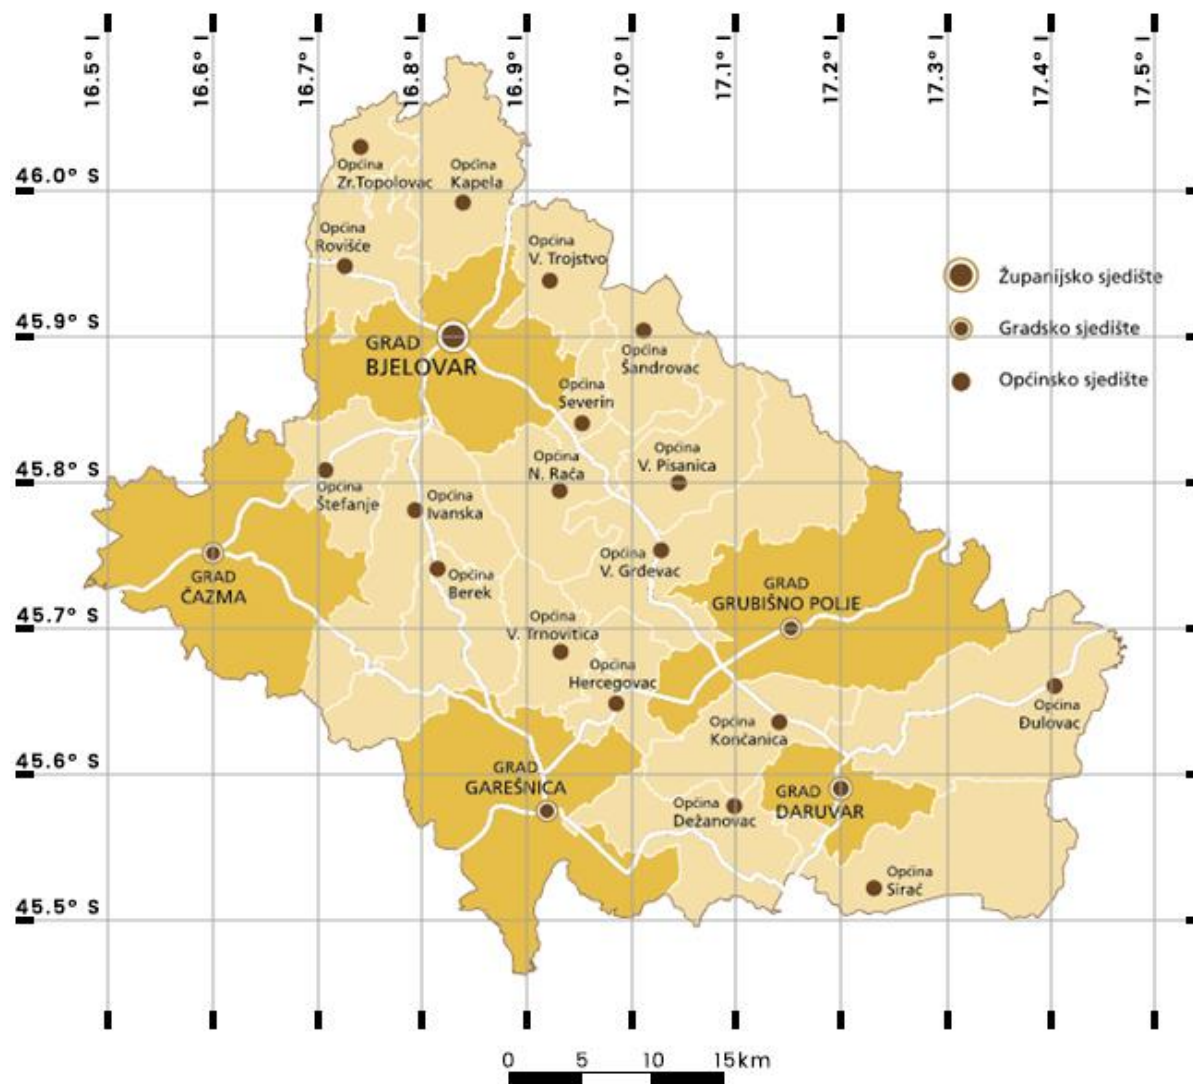 16.5° I
16.6° I
16.7° I
16.8° I
16.9° I
17.0° I
17.1° I
17.2° I
17.3° I
17.4° I
17.5° I
46.0° S
45.9° S
45.8° S
45.7° S
45.6° S
45.5° S
Općina
Zr.Topolovac
Općina
Kapela
Općina
Rovišće
Općina
V. Trojstvo
GRAD
BJELOVAR
Općina
Šandrovac
Općina
Severin
Općina
N. Rača
Općina
V. Pisanica
Općina
Štefanje
Općina
Ivanska
Općina
V. Grđevac
GRAD
ČAZMA
Općina
Berek
GRAD
GRUBIŠNO POLJE
Općina
V. Trnovitica
Općina
Hercegovac
Općina
Končanica
Općina
Đulovac
GRAD
GAREŠNICA
Općina
Dežanovac
GRAD
DARUVAR
Općina
Sirač
Županijsko sjedište
Gradsko sjedište
Općinsko sjedište
0 5 10 15km